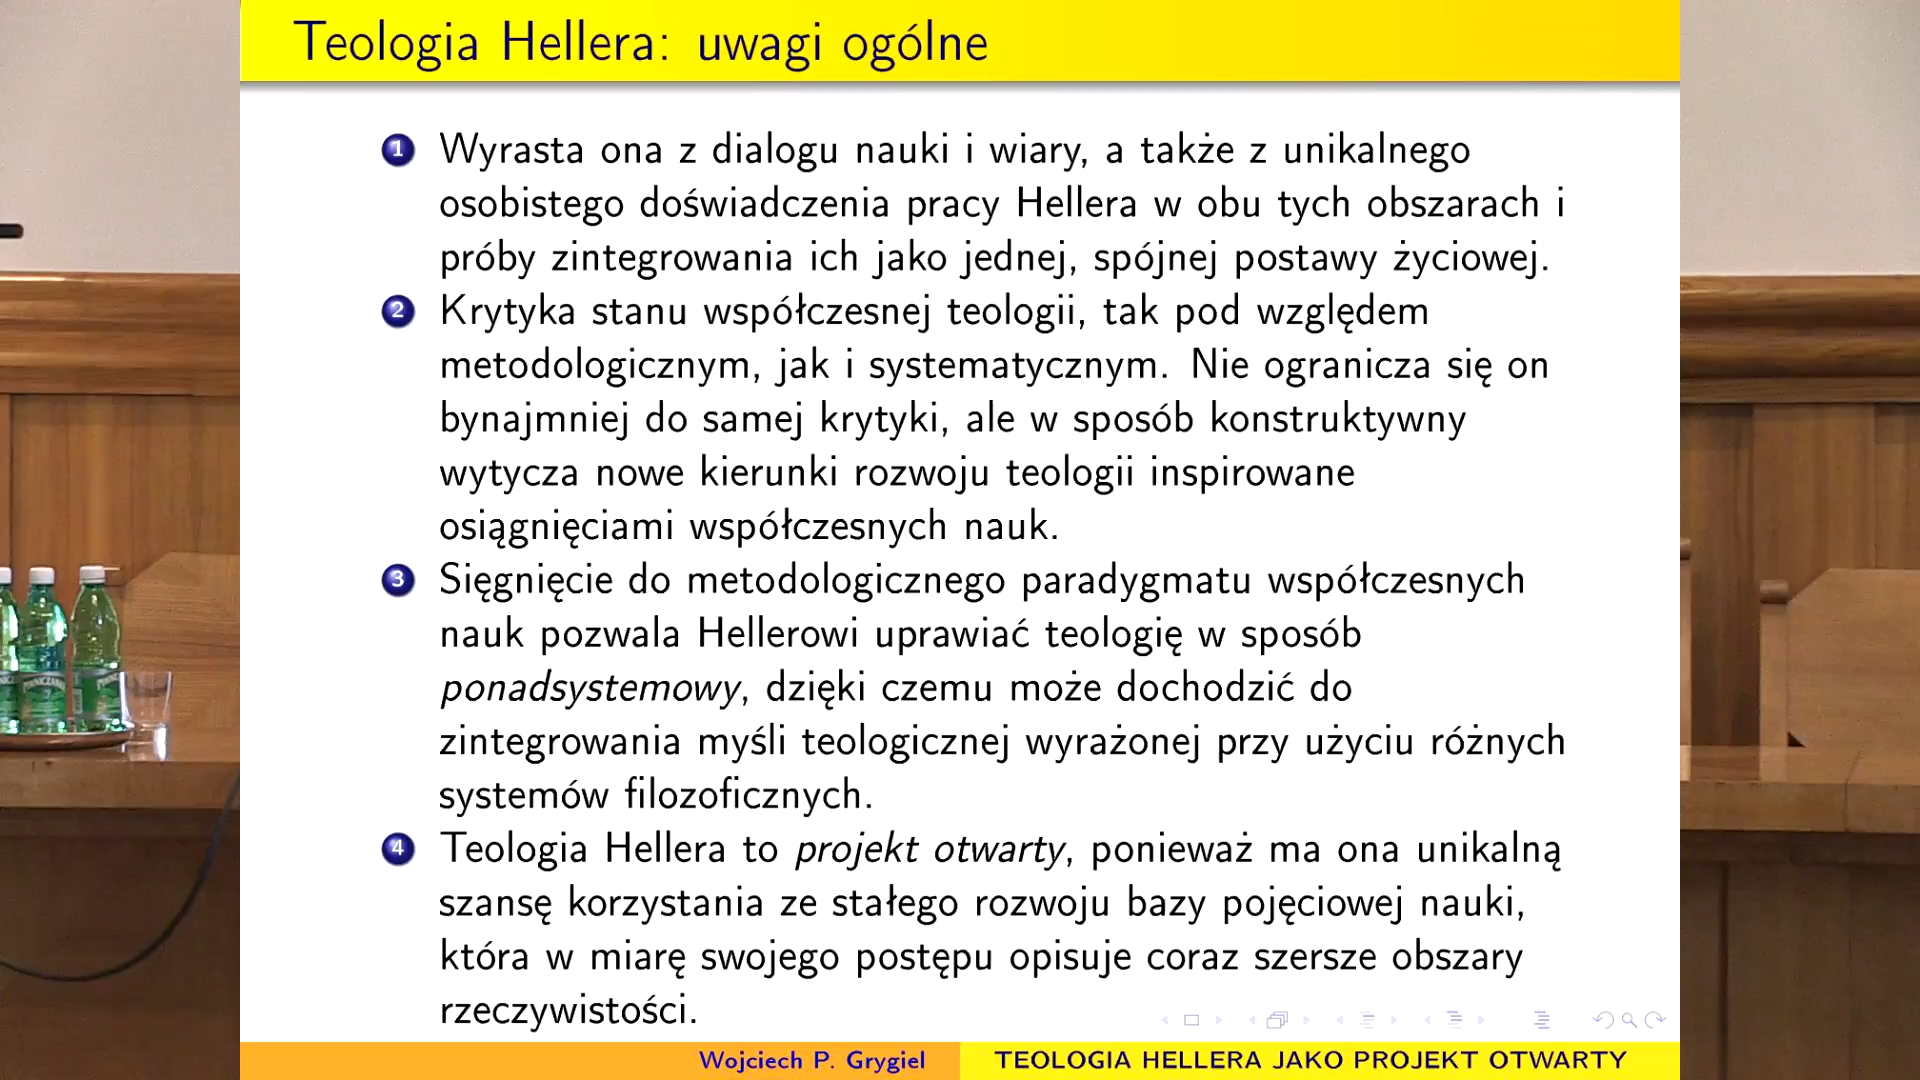 Teologia Hellera: uwagi ogólne
1 Wyrasta ona z dialogu nauki i wiary, a także z unikalnego
osobistego doświadczenia pracy Hellera w obu tych obszarach i
próby zintegrowania ich jako jednej, spójnej postawy życiowej.
2 Krytyka stanu współczesnej teologii, tak pod względem
metodologicznym, jak i systematycznym. Nie ogranicza się on
bynajmniej do samej krytyki, ale w sposób konstruktywny
wytycza nowe kierunki rozwoju teologii inspirowane
osiągnięciami współczesnych nauk.
3 Sięgnięcie do metodologicznego paradygmatu współczesnych
nauk pozwala Hellerowi uprawiać teologię w sposób
ponadsystemowy, dzięki czemu może dochodzić do
zintegrowania myśli teologicznej wyrażonej przy użyciu różnych
systemów filozoficznych.
4 Teologia Hellera to projekt otwarty, ponieważ ma ona unikalną
szansę korzystania ze stałego rozwoju bazy pojęciowej nauki,
która w miarę swojego postępu opisuje coraz szersze obszary
rzeczywistości.
Wojciech P. Grygiel
TEOLOGIA HELLERA JAKO PROJEKT OTWARTY